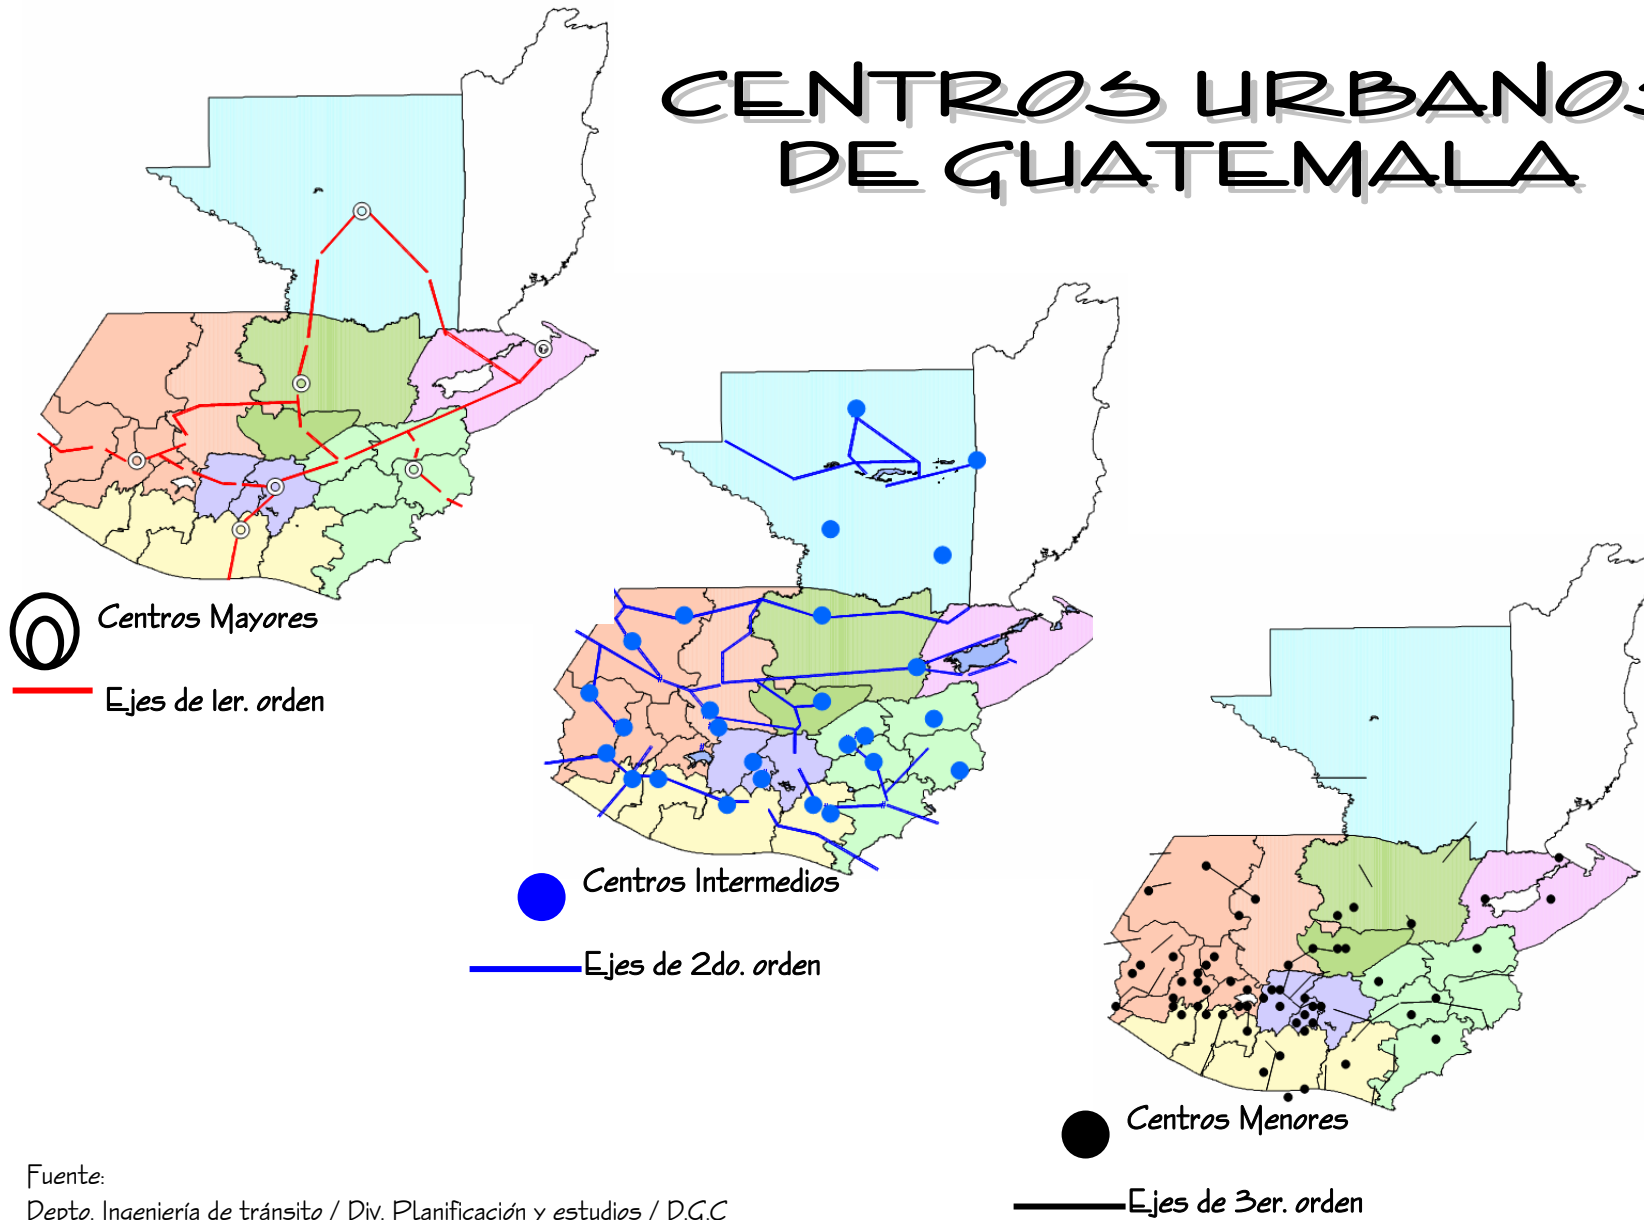 CENTROS URBANOS
DE GUATEMALA
Centros Mayores
Ejes de 1er. orden
Centros Intermedios
Ejes de 2do. orden
Centros Menores
Ejes de 3er. orden
Fuente:
Depto. Ingeniería de tránsito / Div. Planificación y estudios / D.G.C